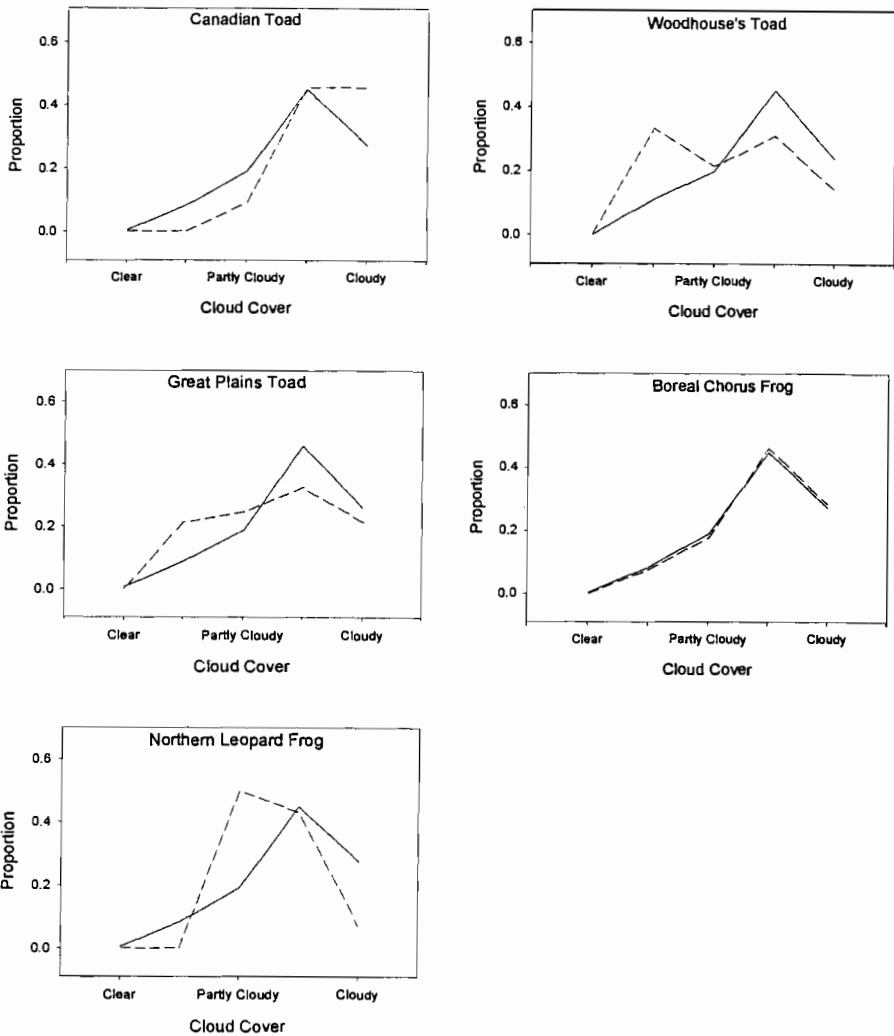 Canadian Toad
0.6
0.4
0.2
0.0
Proportion
Clear
Partly Cloudy
Cloudy
Cloud Cover
Woodhouse's Toad
0.6
0.4
0.2
0.0
Proportion
Clear
Partly Cloudy
Cloudy
Cloud Cover
Great Plains Toad
0.6
0.4
0.2
0.0
Proportion
Clear
Partly Cloudy
Cloudy
Cloud Cover
Boreal Chorus Frog
0.6
0.4
0.2
0.0
Proportion
Clear
Partly Cloudy
Cloudy
Cloud Cover
Northern Leopard Frog
0.6
0.4
0.2
0.0
Proportion
Clear
Partly Cloudy
Cloudy
Cloud Cover